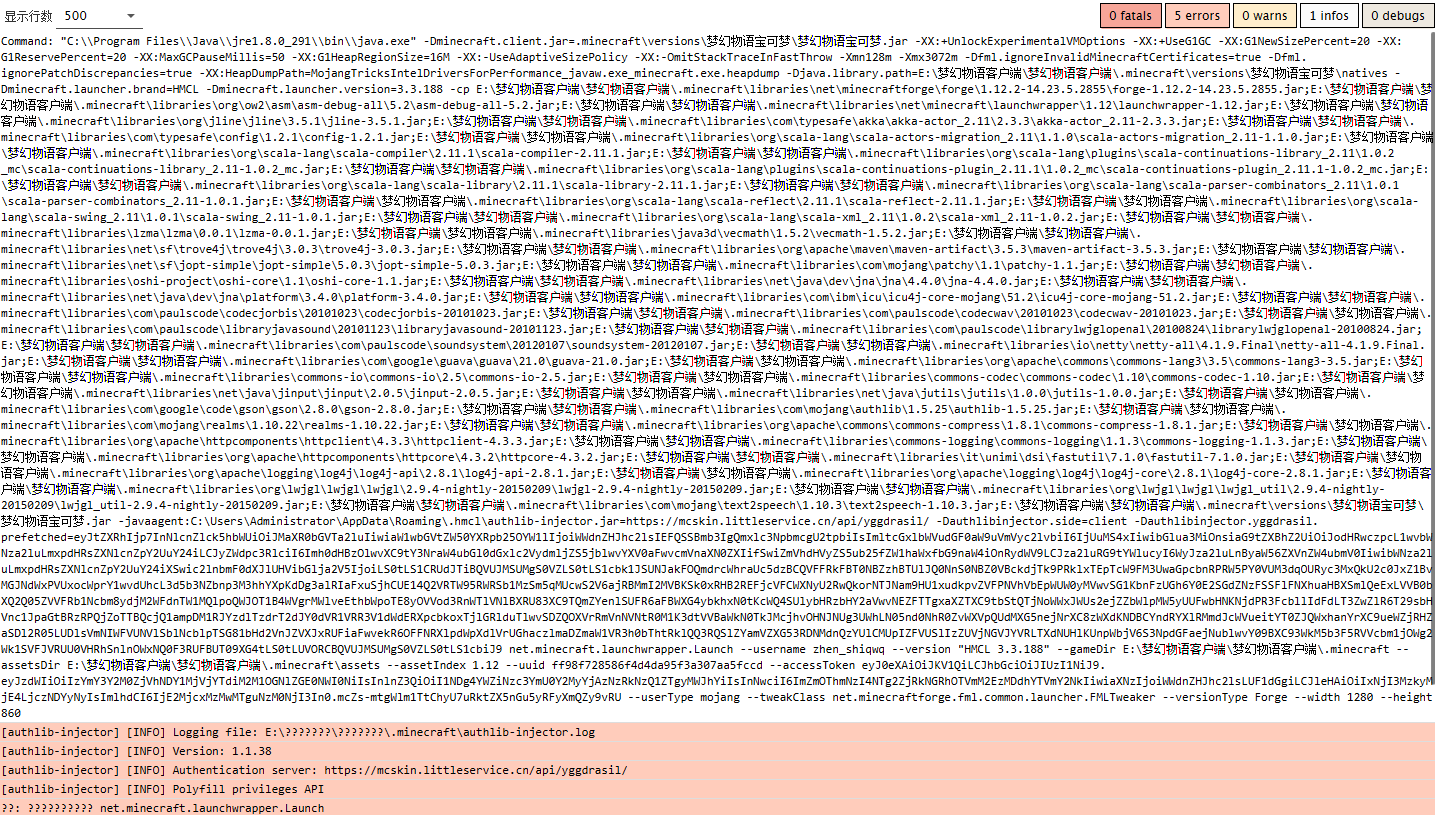 显示行数 500 0 fatals 5 errors 0 warns 1 infos 0 debugs
Command: "C:\\Program Files\\Java\\jre1.8.0_291\\bin\\java.exe" -Dminecraft.client.jar=.minecraft\versions\梦幻物语宝可梦\梦幻物语宝可梦.jar -XX:+UnlockExperimentalVMOptions -XX:+UseG1GC -XX:G1NewSizePercent=20 -XX:
G1ReservePercent=20 -XX:MaxGCPauseMillis=50 -XX:G1HeapRegionSize=16M -XX:-UseAdaptiveSizePolicy -XX:-OmitStackTraceInFastThrow -Xmn128m -Xmx3072m -Dfml.ignoreInvalidMinecraftCertificates=true -Dfml.
ignorePatchDiscrepancies=true -XX:HeapDumpPath=MojangTricksIntelDriversForPerformance_javaw.exe_minecraft.exe.heapdump -Djava.library.path=E:\梦幻物语客户端\梦幻物语客户端\.minecraft\versions\梦幻物语宝可梦\natives -
Dminecraft.launcher.brand=HMCL -Dminecraft.launcher.version=3.3.188 -cp E:\梦幻物语客户端\梦幻物语客户端\.minecraft\libraries\net\minecraftforge\forge\1.12.2-14.23.5.2855\forge-1.12.2-14.23.5.2855.jar;E:\梦幻物语客户端\梦
幻物语客户端\.minecraft\libraries\org\ow2\asm\asm-debug-all\5.2\asm-debug-all-5.2.jar;E:\梦幻物语客户端\梦幻物语客户端\.minecraft\libraries\net\minecraft\launchwrapper\1.12\launchwrapper-1.12.jar;E:\梦幻物语客户端\梦幻物语
客户端\.minecraft\libraries\org\jline\jline\3.5.1\jline-3.5.1.jar;E:\梦幻物语客户端\梦幻物语客户端\.minecraft\libraries\com\typesafe\akka\akka-actor_2.11\2.3.3\akka-actor_2.11-2.3.3.jar;E:\梦幻物语客户端\梦幻物语客户端\.
minecraft\libraries\com\typesafe\config\1.2.1\config-1.2.1.jar;E:\梦幻物语客户端\梦幻物语客户端\.minecraft\libraries\org\scala-lang\scala-actors-migration_2.11\1.1.0\scala-actors-migration_2.11-1.1.0.jar;E:\梦幻物语客户端
\梦幻物语客户端\.minecraft\libraries\org\scala-lang\scala-compiler\2.11.1\scala-compiler-2.11.1.jar;E:\梦幻物语客户端\梦幻物语客户端\.minecraft\libraries\org\scala-lang\plugins\scala-continuations-library_2.11\1.0.2
_mc\scala-continuations-library_2.11-1.0.2_mc.jar;E:\梦幻物语客户端\梦幻物语客户端\.minecraft\libraries\org\scala-lang\plugins\scala-continuations-plugin_2.11.1\1.0.2_mc\scala-continuations-plugin_2.11.1-1.0.2_mc.jar;E:
\梦幻物语客户端\梦幻物语客户端\.minecraft\libraries\org\scala-lang\scala-library\2.11.1\scala-library-2.11.1.jar;E:\梦幻物语客户端\梦幻物语客户端\.minecraft\libraries\org\scala-lang\scala-parser-combinators_2.11\1.0.1
\scala-parser-combinators_2.11-1.0.1.jar;E:\梦幻物语客户端\梦幻物语客户端\.minecraft\libraries\org\scala-lang\scala-reflect\2.11.1\scala-reflect-2.11.1.jar;E:\梦幻物语客户端\梦幻物语客户端\.minecraft\libraries\org\scala-
lang\scala-swing_2.11\1.0.1\scala-swing_2.11-1.0.1.jar;E:\梦幻物语客户端\梦幻物语客户端\.minecraft\libraries\org\scala-lang\scala-xml_2.11\1.0.2\scala-xml_2.11-1.0.2.jar;E:\梦幻物语客户端\梦幻物语客户端\.
minecraft\libraries\lzma\lzma\0.0.1\lzma-0.0.1.jar;E:\梦幻物语客户端\梦幻物语客户端\.minecraft\libraries\java3d\vecmath\1.5.2\vecmath-1.5.2.jar;E:\梦幻物语客户端\梦幻物语客户端\.
minecraft\libraries\net\sf\trove4j\trove4j\3.0.3\trove4j-3.0.3.jar;E:\梦幻物语客户端\梦幻物语客户端\.minecraft\libraries\org\apache\maven\maven-artifact\3.5.3\maven-artifact-3.5.3.jar;E:\梦幻物语客户端\梦幻物语客户端\.
minecraft\libraries\net\sf\jopt-simple\jopt-simple\5.0.3\jopt-simple-5.0.3.jar;E:\梦幻物语客户端\梦幻物语客户端\.minecraft\libraries\com\mojang\patchy\1.1\patchy-1.1.jar;E:\梦幻物语客户端\梦幻物语客户端\.
minecraft\libraries\oshi-project\oshi-core\1.1\oshi-core-1.1.jar;E:\梦幻物语客户端\梦幻物语客户端\.minecraft\libraries\net\java\dev\jna\jna\4.4.0\jna-4.4.0.jar;E:\梦幻物语客户端\梦幻物语客户端\.
minecraft\libraries\net\java\dev\jna\platform\3.4.0\platform-3.4.0.jar;E:\梦幻物语客户端\梦幻物语客户端\.minecraft\libraries\com\ibm\icu\icu4j-core-mojang\51.2\icu4j-core-mojang-51.2.jar;E:\梦幻物语客户端\梦幻物语客户端\.
minecraft\libraries\com\paulscode\codecjorbis\20101023\codecjorbis-20101023.jar;E:\梦幻物语客户端\梦幻物语客户端\.minecraft\libraries\com\paulscode\codecwav\20101023\codecwav-20101023.jar;E:\梦幻物语客户端\梦幻物语客户端\.
minecraft\libraries\com\paulscode\libraryjavasound\20101123\libraryjavasound-20101123.jar;E:\梦幻物语客户端\梦幻物语客户端\.minecraft\libraries\com\paulscode\librarylwjglopenal\20100824\librarylwjglopenal-20100824.jar;
E:\梦幻物语客户端\梦幻物语客户端\.minecraft\libraries\com\paulscode\soundsystem\20120107\soundsystem-20120107.jar;E:\梦幻物语客户端\梦幻物语客户端\.minecraft\libraries\io\netty\netty-all\4.1.9.Final\netty-all-4.1.9.Final.
jar;E:\梦幻物语客户端\梦幻物语客户端\.minecraft\libraries\com\google\guava\guava\21.0\guava-21.0.jar;E:\梦幻物语客户端\梦幻物语客户端\.minecraft\libraries\org\apache\commons\commons-lang3\3.5\commons-lang3-3.5.jar;E:\梦幻
物语客户端\梦幻物语客户端\.minecraft\libraries\commons-io\commons-io\2.5\commons-io-2.5.jar;E:\梦幻物语客户端\梦幻物语客户端\.minecraft\libraries\commons-codec\commons-codec\1.10\commons-codec-1.10.jar;E:\梦幻物语客户端\梦
幻物语客户端\.minecraft\libraries\net\java\jinput\jinput\2.0.5\jinput-2.0.5.jar;E:\梦幻物语客户端\梦幻物语客户端\.minecraft\libraries\net\java\jutils\jutils\1.0.0\jutils-1.0.0.jar;E:\梦幻物语客户端\梦幻物语客户端\.
minecraft\libraries\com\google\code\gson\gson\2.8.0\gson-2.8.0.jar;E:\梦幻物语客户端\梦幻物语客户端\.minecraft\libraries\com\mojang\authlib\1.5.25\authlib-1.5.25.jar;E:\梦幻物语客户端\梦幻物语客户端\.
minecraft\libraries\com\mojang\realms\1.10.22\realms-1.10.22.jar;E:\梦幻物语客户端\梦幻物语客户端\.minecraft\libraries\org\apache\commons\commons-compress\1.8.1\commons-compress-1.8.1.jar;E:\梦幻物语客户端\梦幻物语客户端\.
minecraft\libraries\org\apache\httpcomponents\httpclient\4.3.3\httpclient-4.3.3.jar;E:\梦幻物语客户端\梦幻物语客户端\.minecraft\libraries\commons-logging\commons-logging\1.1.3\commons-logging-1.1.3.jar;E:\梦幻物语客户端\
梦幻物语客户端\.minecraft\libraries\org\apache\httpcomponents\httpcore\4.3.2\httpcore-4.3.2.jar;E:\梦幻物语客户端\梦幻物语客户端\.minecraft\libraries\it\unimi\dsi\fastutil\7.1.0\fastutil-7.1.0.jar;E:\梦幻物语客户端\梦幻物语
客户端\.minecraft\libraries\org\apache\logging\log4j\log4j-api\2.8.1\log4j-api-2.8.1.jar;E:\梦幻物语客户端\梦幻物语客户端\.minecraft\libraries\org\apache\logging\log4j\log4j-core\2.8.1\log4j-core-2.8.1.jar;E:\梦幻物语客
户端\梦幻物语客户端\.minecraft\libraries\org\lwjgl\lwjgl\lwjgl\2.9.4-nightly-20150209\lwjgl-2.9.4-nightly-20150209.jar;E:\梦幻物语客户端\梦幻物语客户端\.minecraft\libraries\org\lwjgl\lwjgl\lwjgl_util\2.9.4-nightly-
20150209\lwjgl_util-2.9.4-nightly-20150209.jar;E:\梦幻物语客户端\梦幻物语客户端\.minecraft\libraries\com\mojang\text2speech\1.10.3\text2speech-1.10.3.jar;E:\梦幻物语客户端\梦幻物语客户端\.minecraft\versions\梦幻物语宝可梦\
梦幻物语宝可梦.jar -javaagent:C:\Users\Administrator\AppData\Roaming\.hmcl\authlib-injector.jar=https://mcskin.littleservice.cn/api/yggdrasil/ -Dauthlibinjector.side=client -Dauthlibinjector.yggdrasil.
net.minecraft.launchwrapper.Launch --username zhen_shiqwq --version "HMCL 3.3.188" --gameDir E:\梦幻物语客户端\梦幻物语客户端\.minecraft --
assetsDir E:\梦幻物语客户端\梦幻物语客户端\.minecraft\assets --assetIndex 1.12 --uuid ff98f728586f4d4da95f3a307aa5fccd --accessToken eyJ0eXAiOiJKV1QiLCJhbGciOiJIUzI1NiJ9.
--userType mojang --tweakClass net.minecraftforge.fml.common.launcher.FMLTweaker --versionType Forge --width 1280 --height
860
[authlib-injector] [INFO] Logging file: E:\???????\???????\.minecraft\authlib-injector.log
[authlib-injector] [INFO] Version: 1.1.38
[authlib-injector] [INFO] Authentication server: https://mcskin.littleservice.cn/api/yggdrasil/
[authlib-injector] [INFO] Polyfill privileges API
??: ?????????? net.minecraft.launchwrapper.Launch